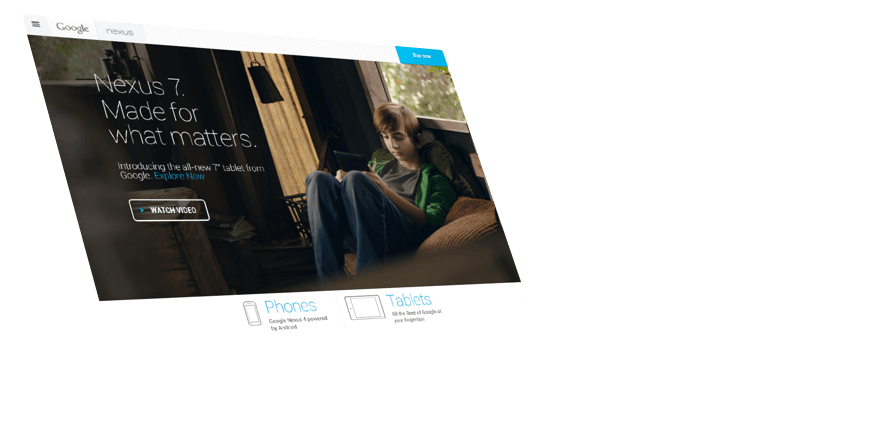 Google nexus
Buy now
Nexus 7.
Made for
what matters.
Introducing the all-new 7" tablet from
Google. Explore Now
WATCH VIDEO
Phones
Google Nexus 4 powered
by Android
Tablets
All the Best of Google at
your fingertips